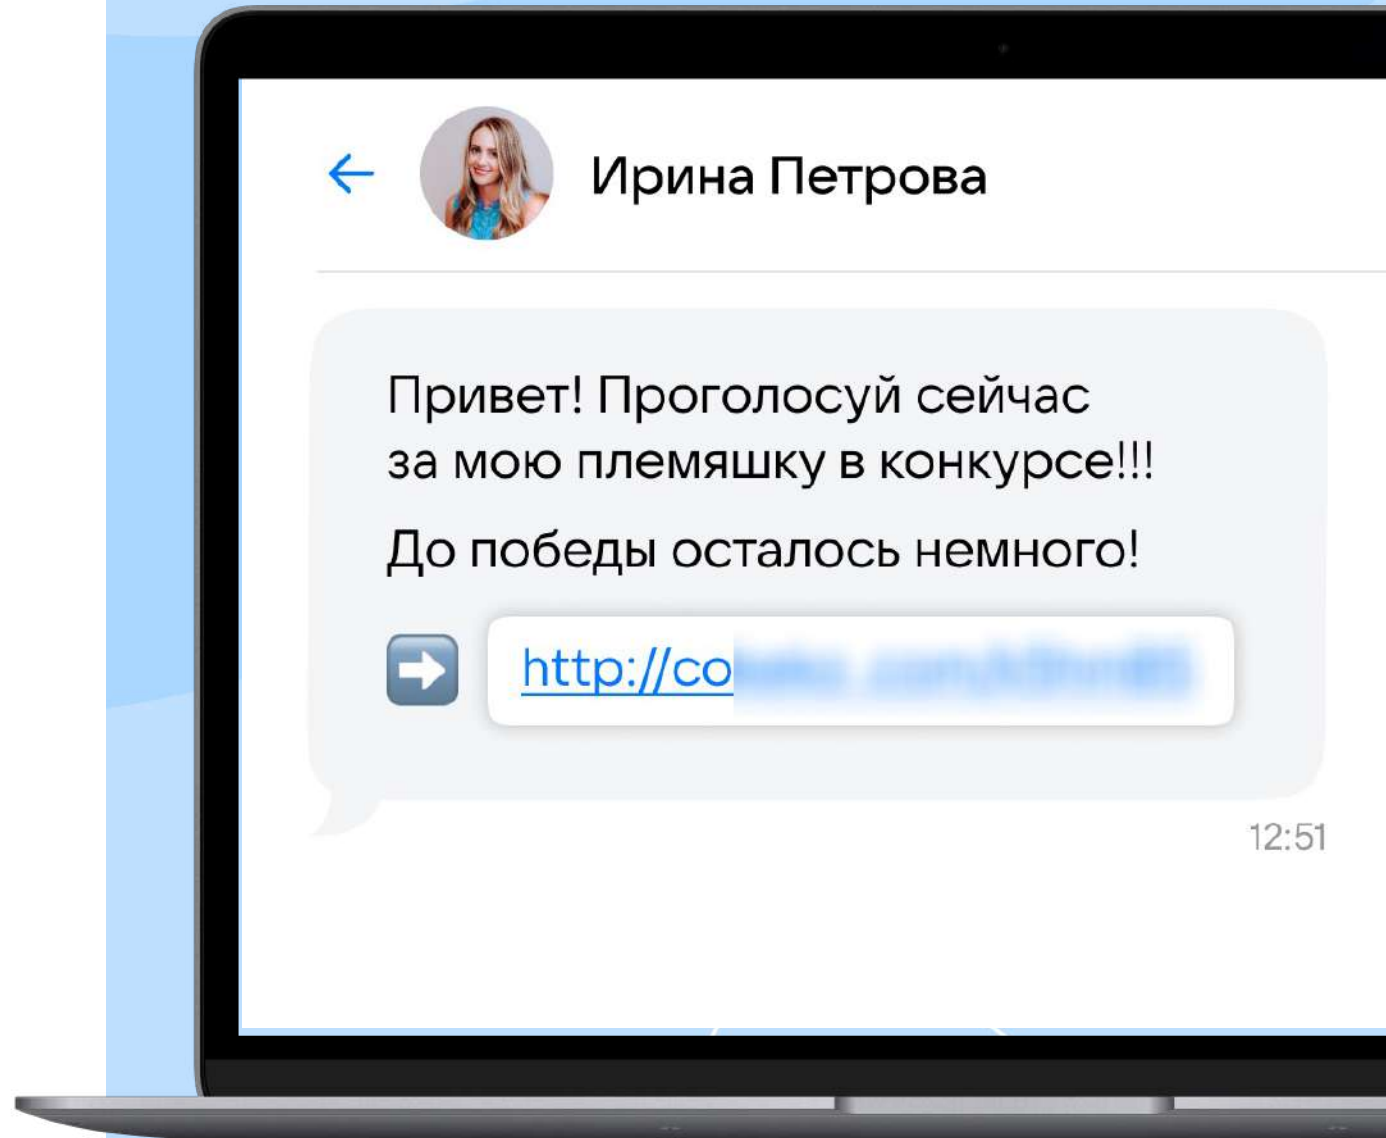 Ирина Петрова
Привет! Проголосуй сейчас
за мою племяшку в конкурсе!!!
До победы осталось немного!
http://co
12:51